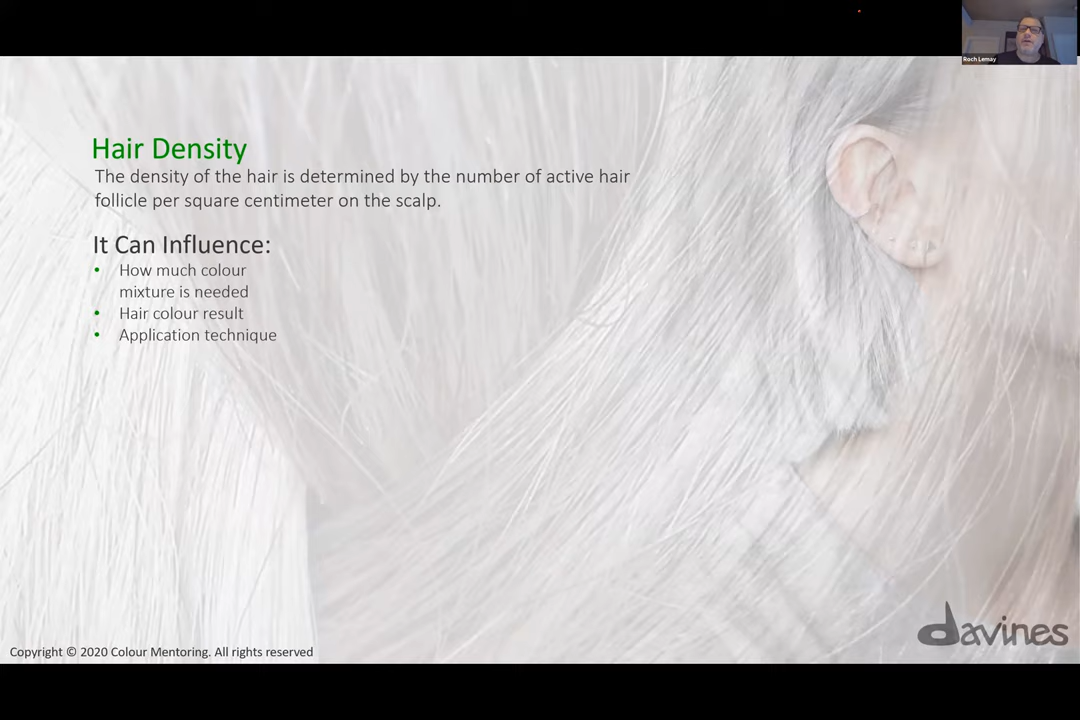 Roch Lemay
Hair Density
The density of the hair is determined by the number of active hair
follicle per square centimeter on the scalp.
It Can Influence:
• How much colour
mixture is needed
• Hair colour result
• Application technique
davines
Copyright © 2020 Colour Mentoring. All rights reserved